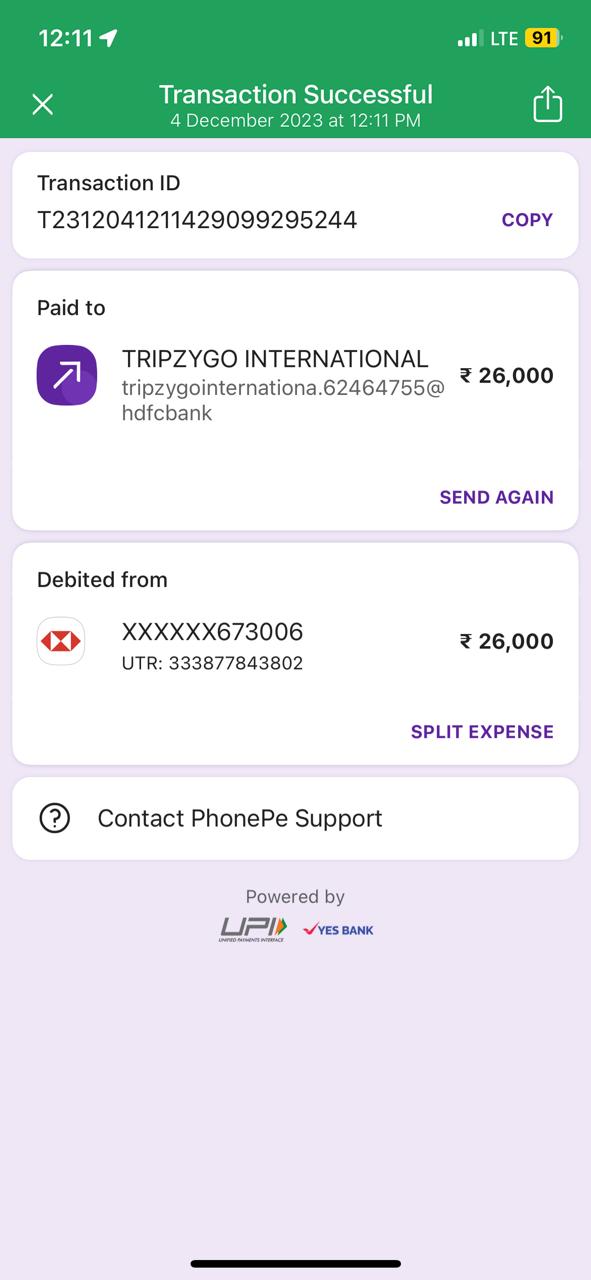 12:11
LTE
91
Transaction Successful
4 December 2023 at 12:11 PM
Transaction ID
T2312041211429099295244
COPY
Paid to
TRIPZYGO INTERNATIONAL
tripzygointernationa.62464755@
hdfcbank
₹ 26,000
SEND AGAIN
Debited from
XXXXXX673006
₹ 26,000
UTR: 333877843802
SPLIT EXPENSE
Contact PhonePe Support
Powered by
UPI
UNIFIED PAYMENTS INTERFACE
YES BANK